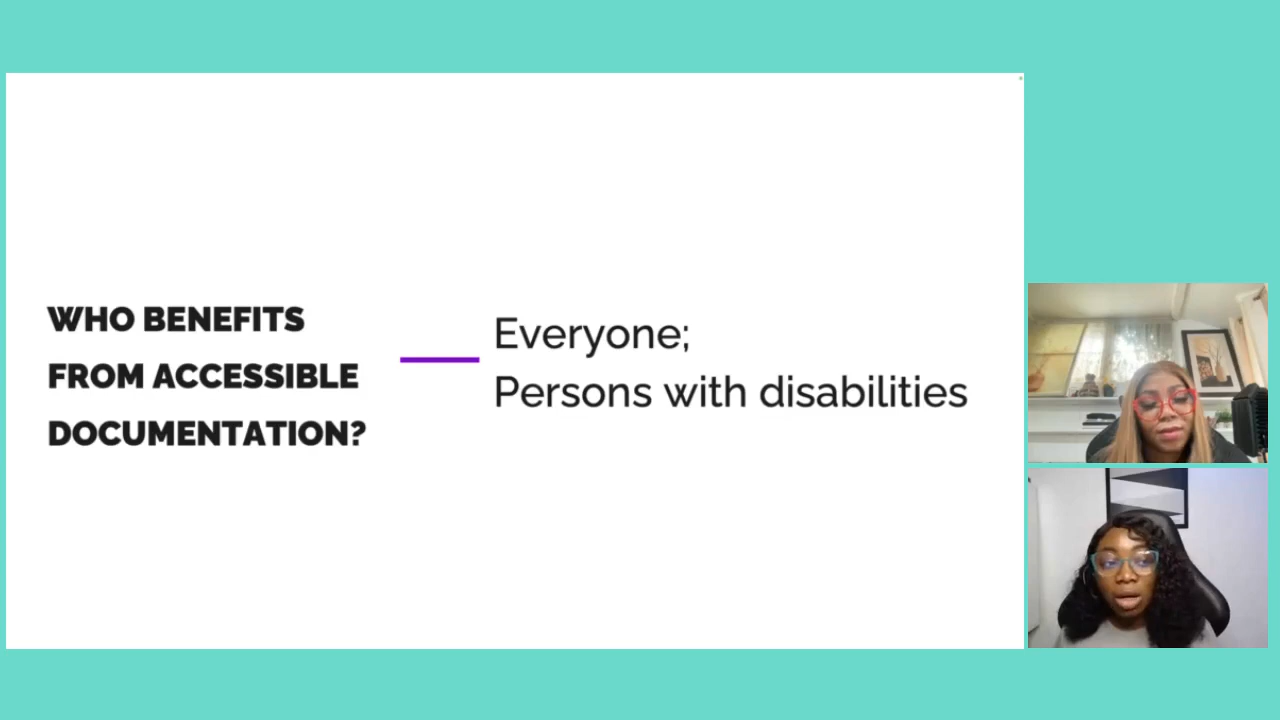 WHO BENEFITS
FROM ACCESSIBLE
DOCUMENTATION?
Everyone;
Persons with disabilities